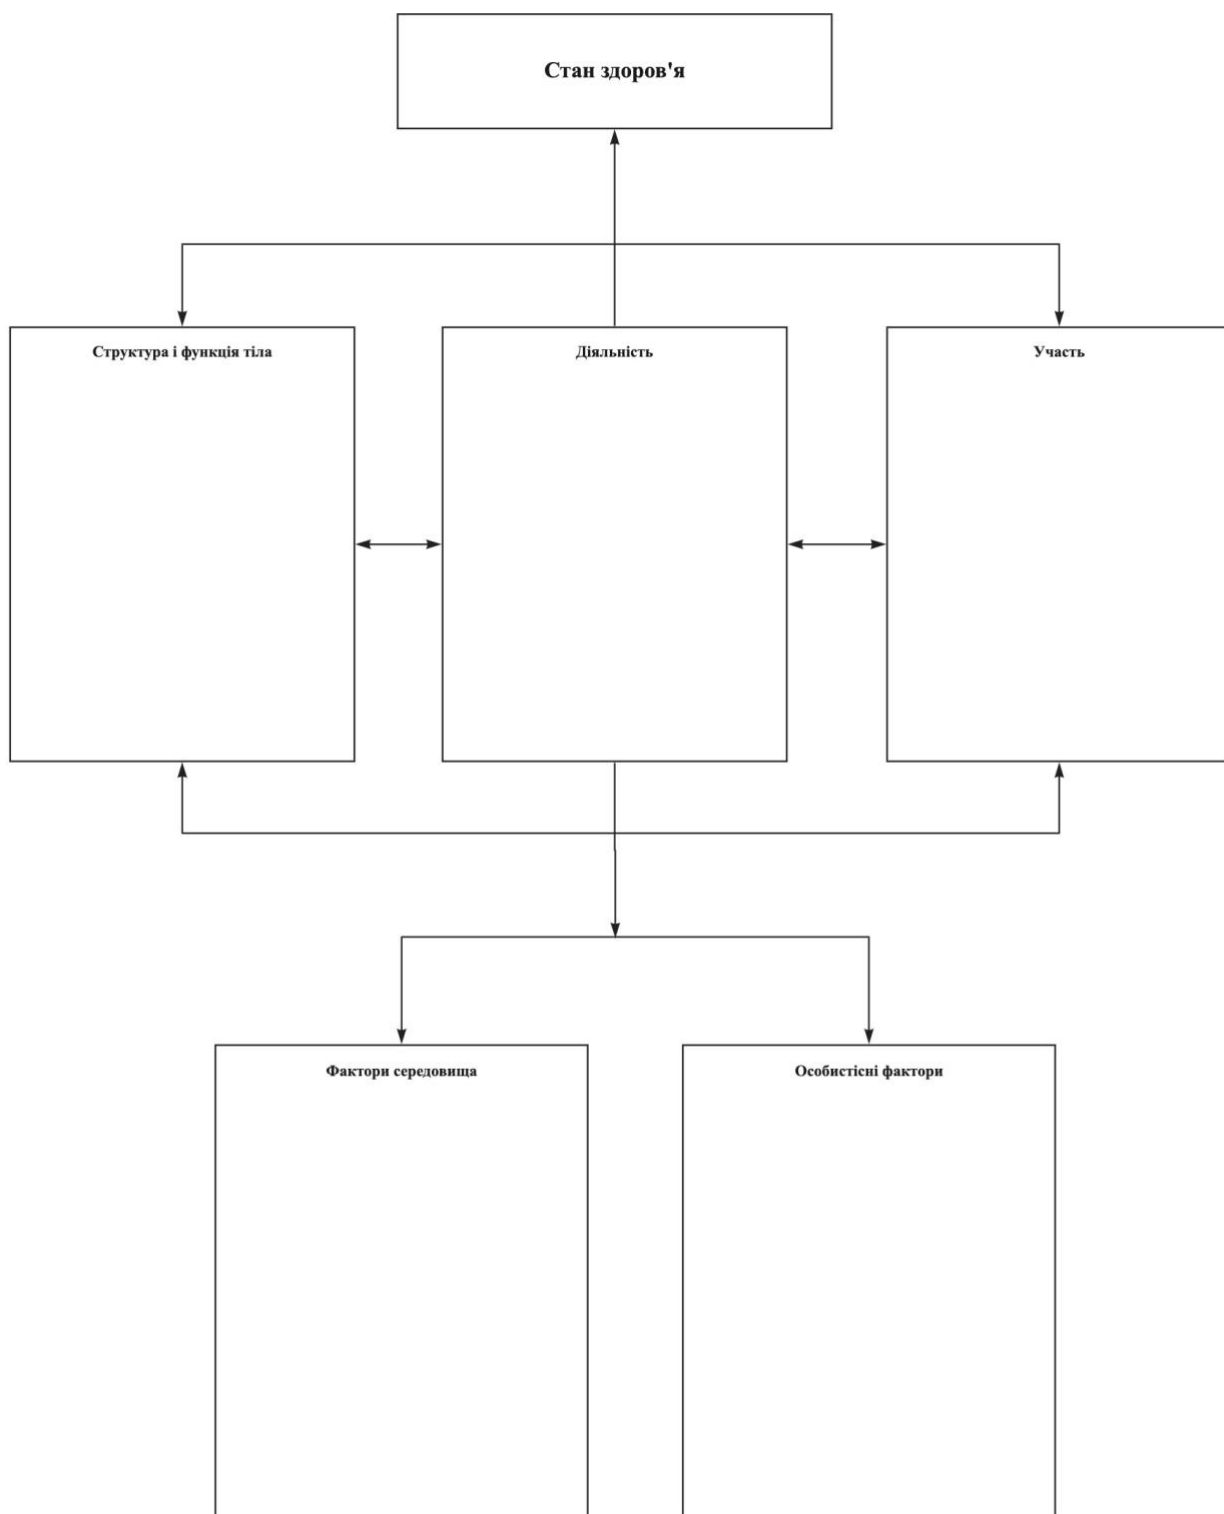 Стан здоров'я
Структура і функція тіла
Діяльність
Участь
Фактори середовища
Особистісні фактори